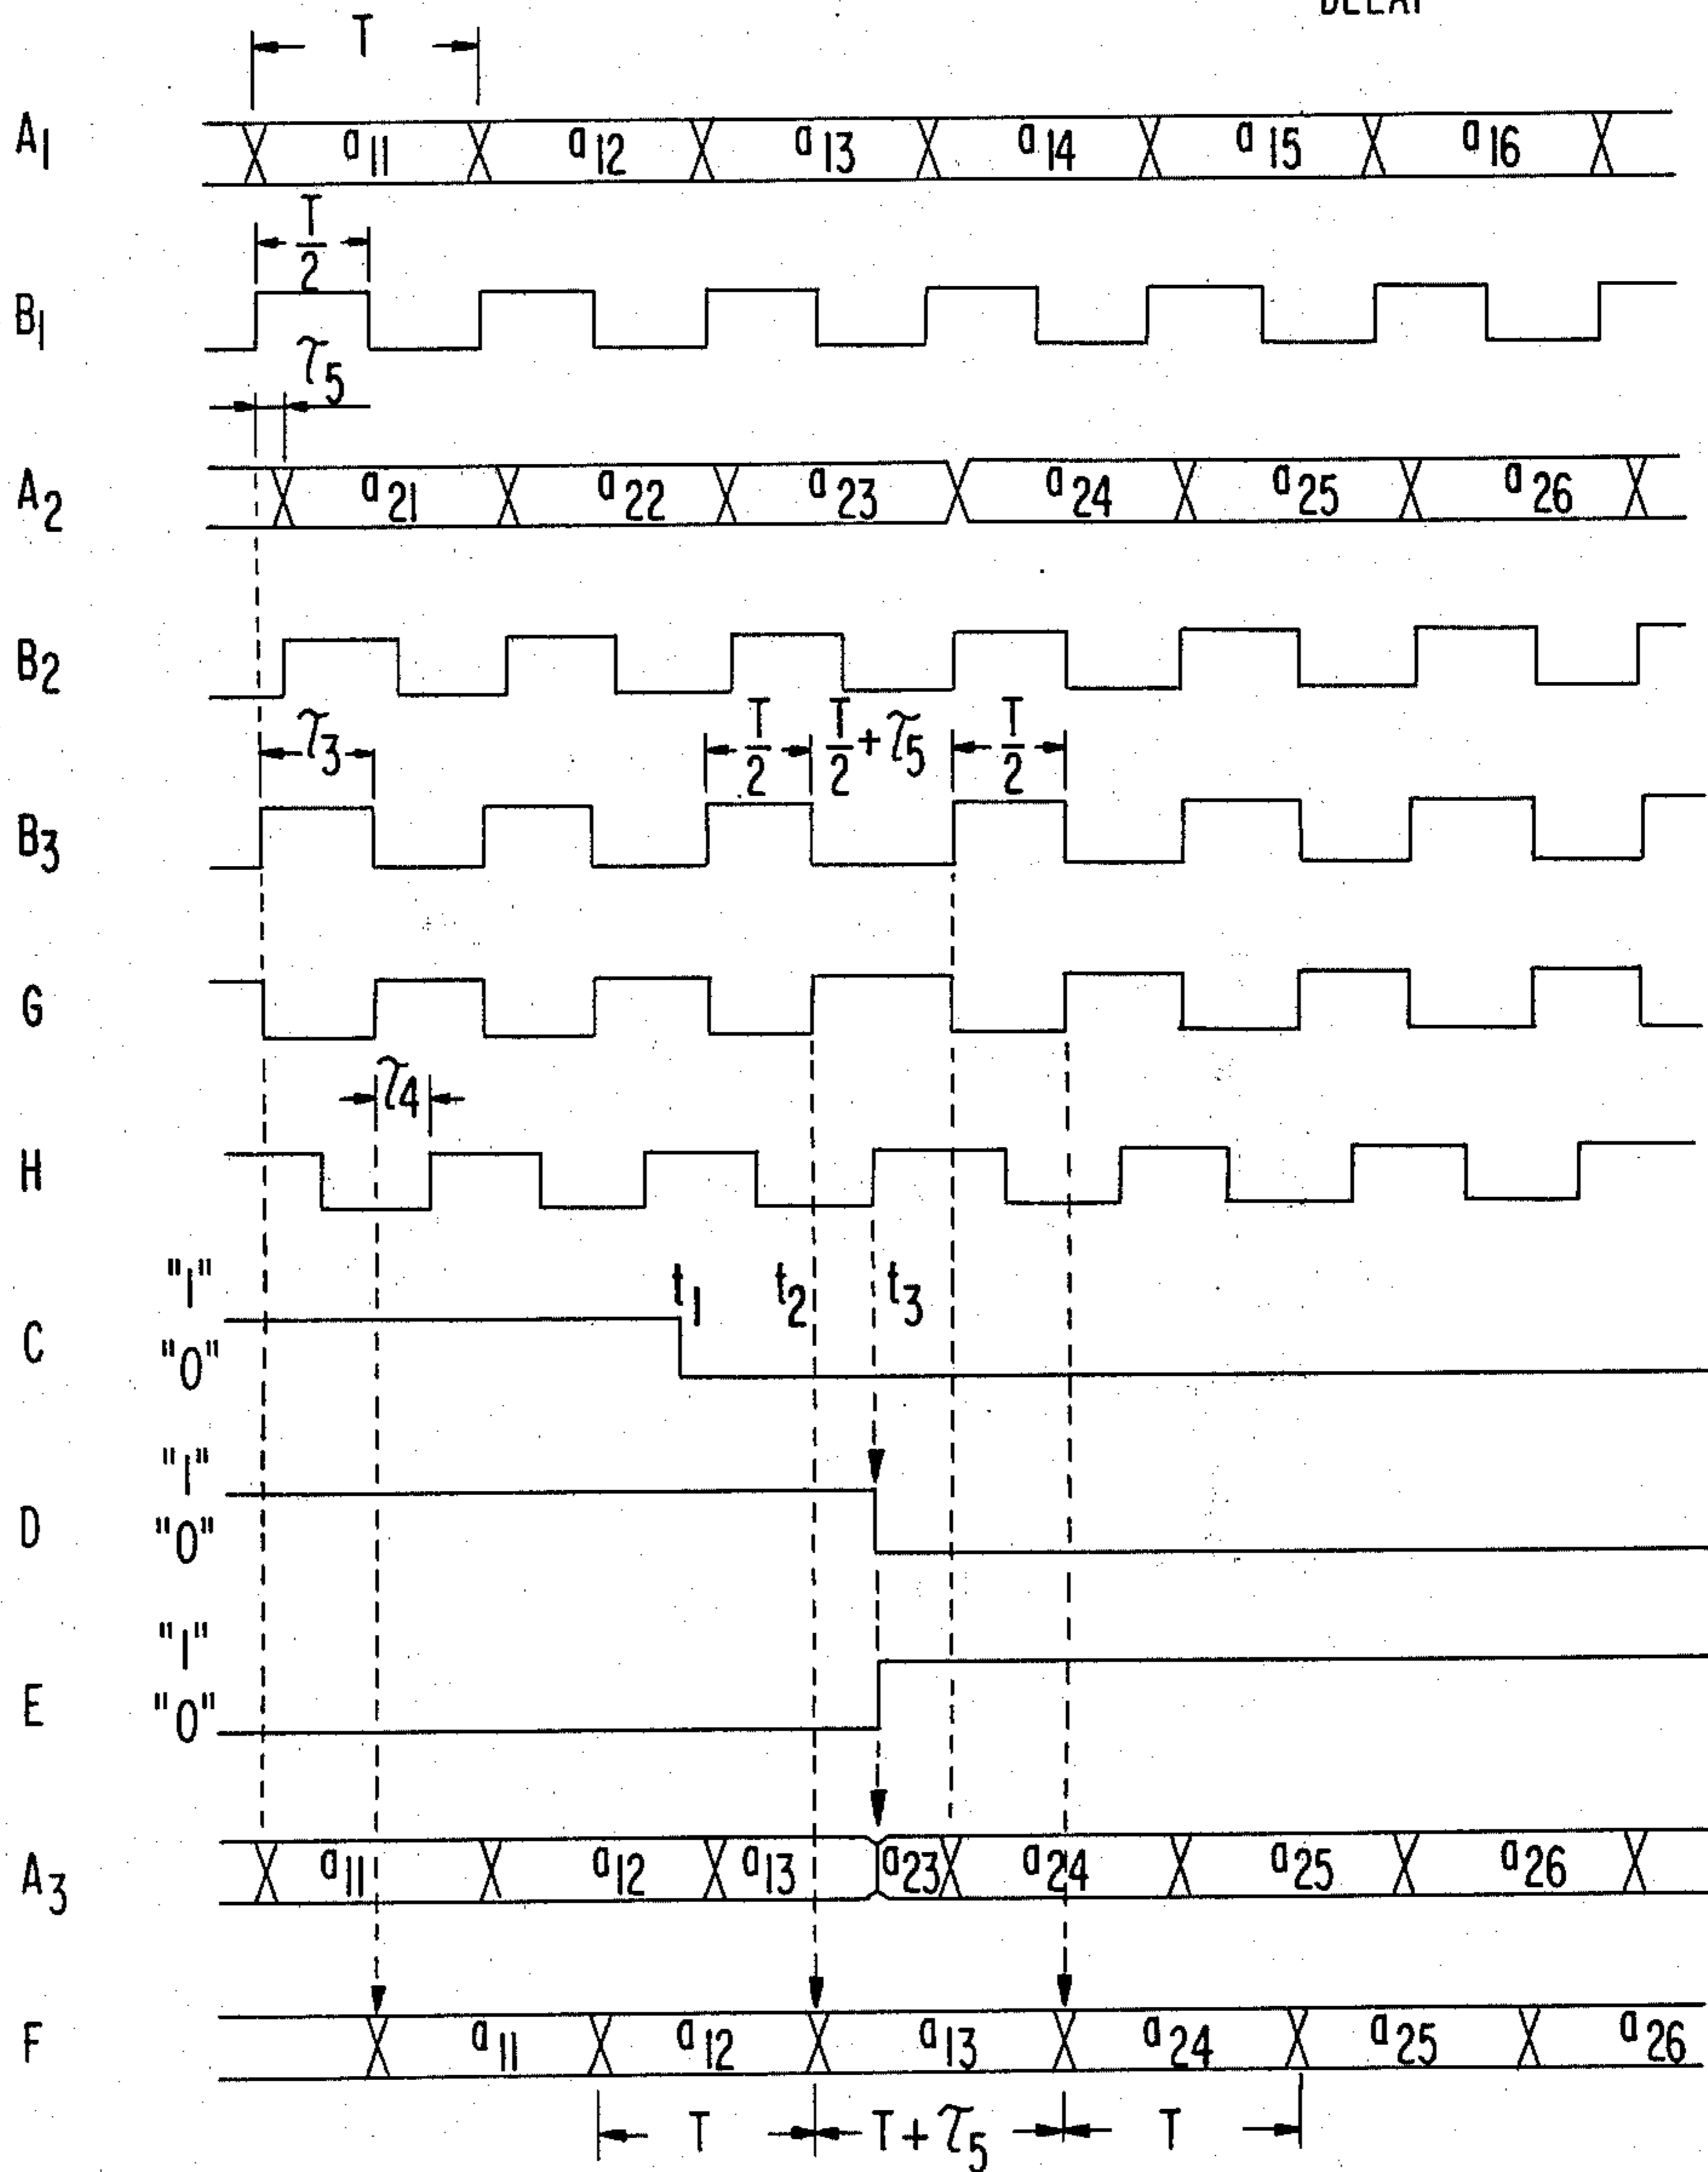 DELAY
T
A1 a11 a12 a13 a14 a15 a16
T/2
B1
τ5
A2 a21 a22 a23 a24 a25 a26
B2
τ3 T/2 T/2+τ5 T/2
B3
G
τ4
H
"1" t1 t2 t3
C
"0"
"1"
D "0"
"1"
E "0"
A3 a11 a12 a13 a23 a24 a25 a26
F a11 a12 a13 a24 a25 a26
T T+τ5 T